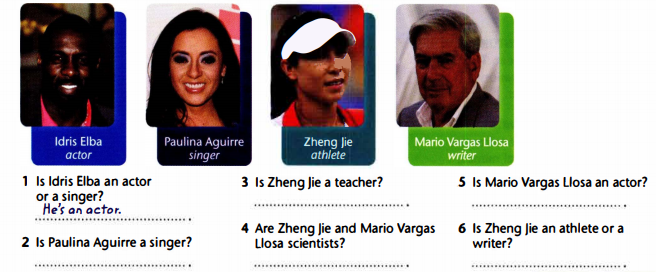 Idris Elba
actor
Paulina Aguirre
singer
Zheng Jie
athlete
Mario Vargas Llosa
writer
1 Is Idris Elba an actor
or a singer?
He's an actor.
2 Is Paulina Aguirre a singer?
3 Is Zheng Jie a teacher?
4 Are Zheng Jie and Mario Vargas
Llosa scientists?
5 Is Mario Vargas Llosa an actor?
6 Is Zheng Jie an athlete or a
writer?